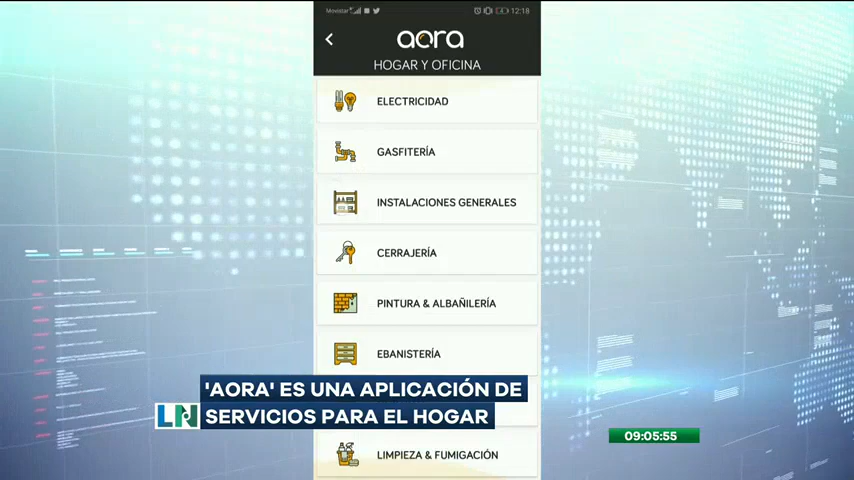 Movistar
12:18
aora
HOGAR Y OFICINA
ELECTRICIDAD
GASFITERÍA
INSTALACIONES GENERALES
CERRAJERÍA
PINTURA & ALBAÑILERÍA
EBANISTERÍA
'AORA' ES UNA APLICACIÓN DE
LN SERVICIOS PARA EL HOGAR
09:05:55
LIMPIEZA & FUMIGACIÓN